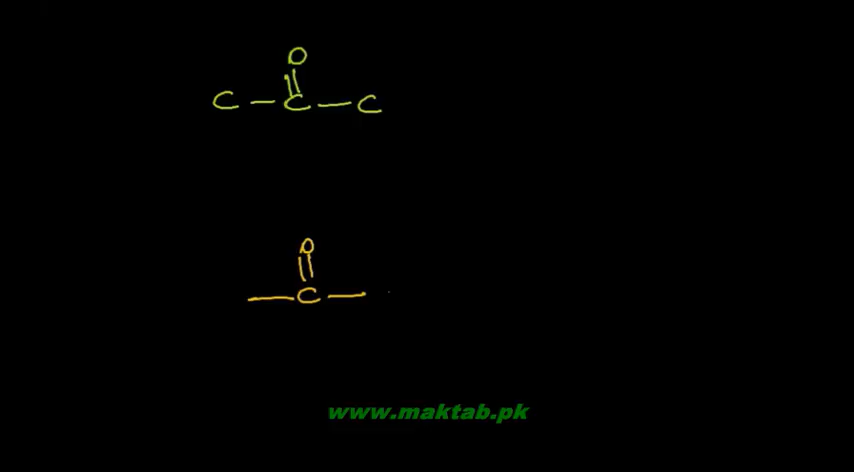 O
C – C – C
O
– C –
www.maktab.pk